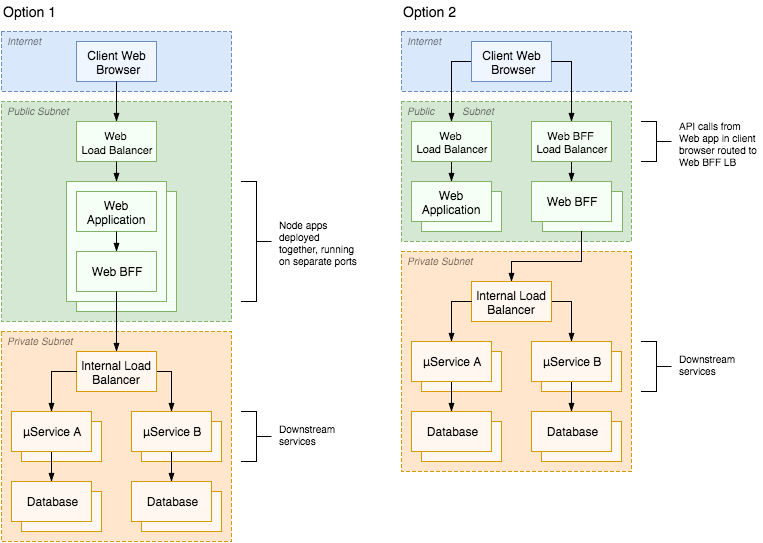 Option 1
Internet
Client Web
Browser
Public Subnet
Web
Load Balancer
Web
Application
Web BFF
Node apps
deployed
together, running
on separate ports
Private Subnet
Internal Load
Balancer
µService A
µService B
Downstream
services
Database
Database
Option 2
Internet
Client Web
Browser
Public Subnet
Web
Load Balancer
Web BFF
Load Balancer
API calls from
Web app in client
browser routed to
Web BFF LB
Web
Application
Web BFF
Private Subnet
Internal Load
Balancer
µService A
µService B
Downstream
services
Database
Database